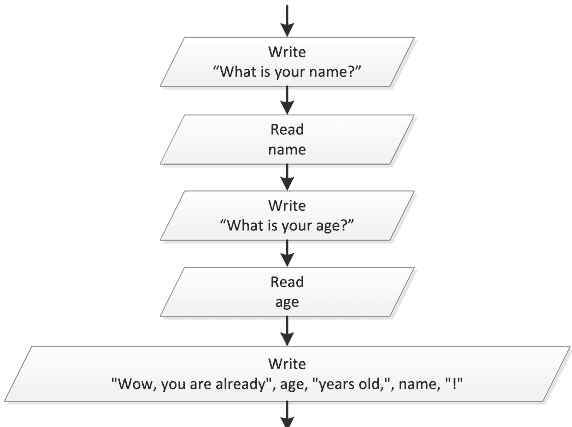 Write
“What is your name?”
Read
name
Write
“What is your age?”
Read
age
Write
"Wow, you are already", age, "years old,", name, "!"